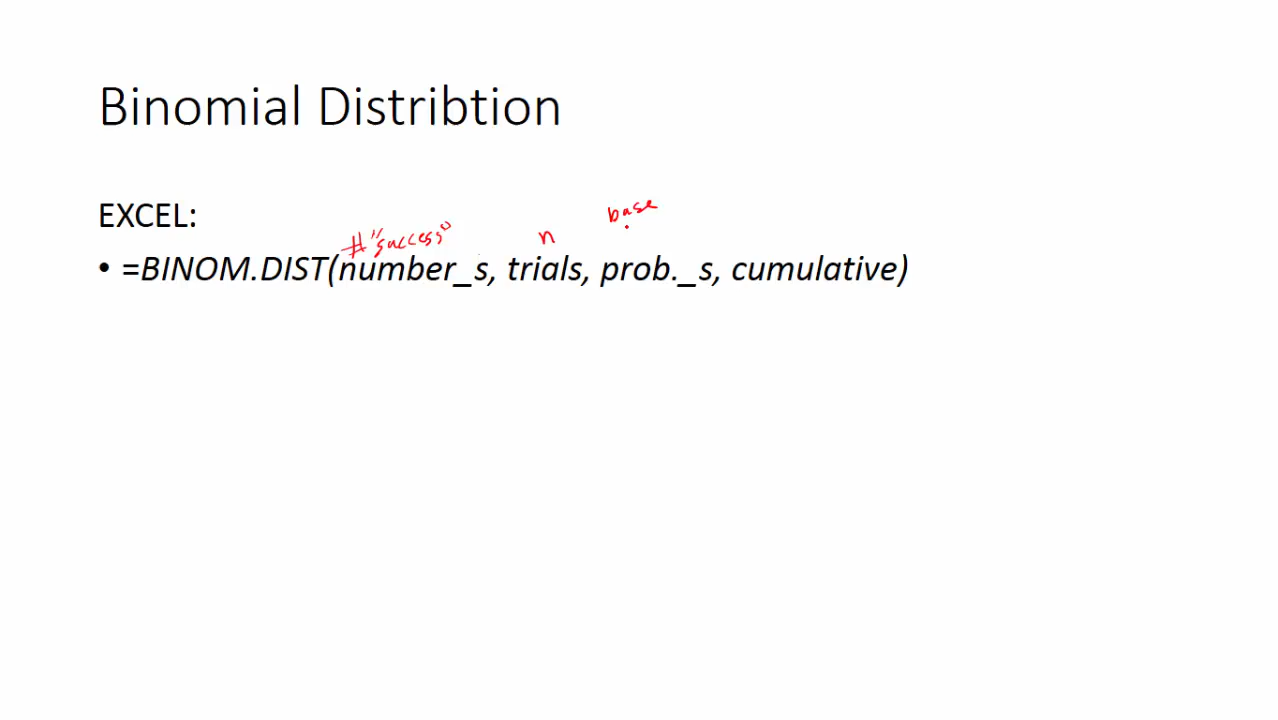 Binomial Distribtion
EXCEL:
base
# "success"
n
• =BINOM.DIST(number_s, trials, prob._s, cumulative)